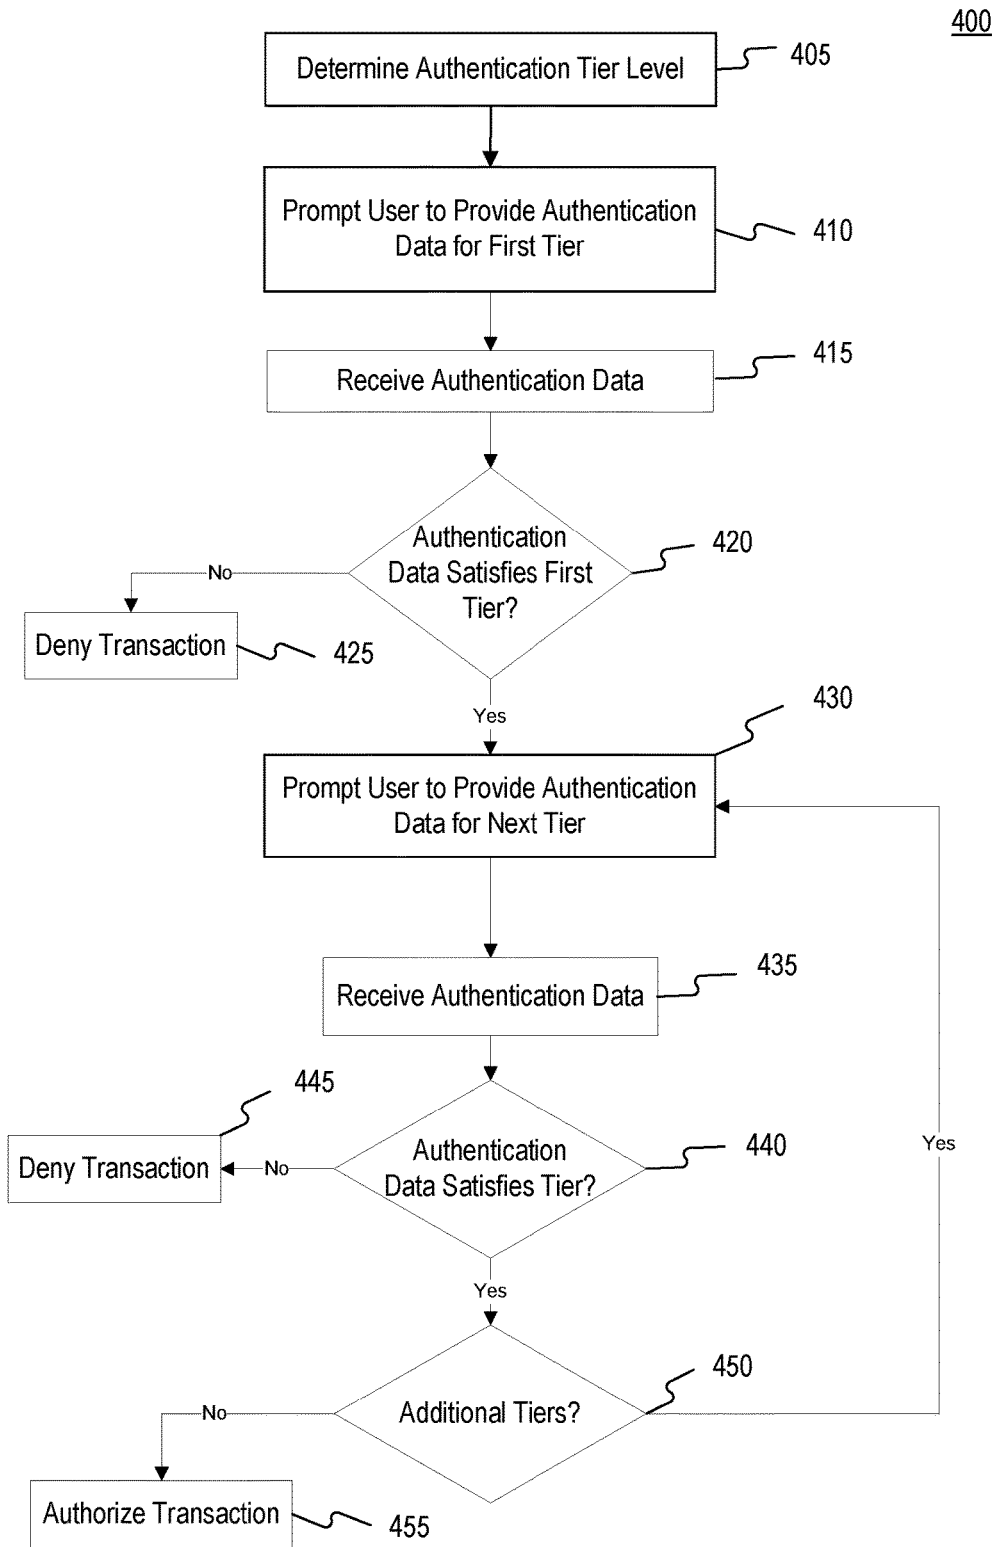 400
Determine Authentication Tier Level
405
Prompt User to Provide Authentication
Data for First Tier
410
Receive Authentication Data
415
Authentication
Data Satisfies First
Tier?
420
No
Deny Transaction
425
Yes
430
Prompt User to Provide Authentication
Data for Next Tier
Receive Authentication Data
435
445
Deny Transaction
No
Authentication
Data Satisfies Tier?
440
Yes
Yes
Additional Tiers?
450
No
Authorize Transaction
455